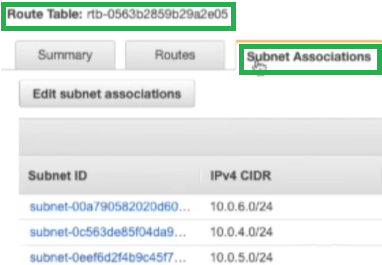 Route Table: rtb-0563b2859b29a2e05
Summary Routes Subnet Associations
Edit subnet associations
Subnet ID IPv4 CIDR
subnet-00a790582020d60... 10.0.6.0/24
subnet-0c563de85f04da9... 10.0.4.0/24
subnet-0eef6d2f4b9c45f7... 10.0.5.0/24